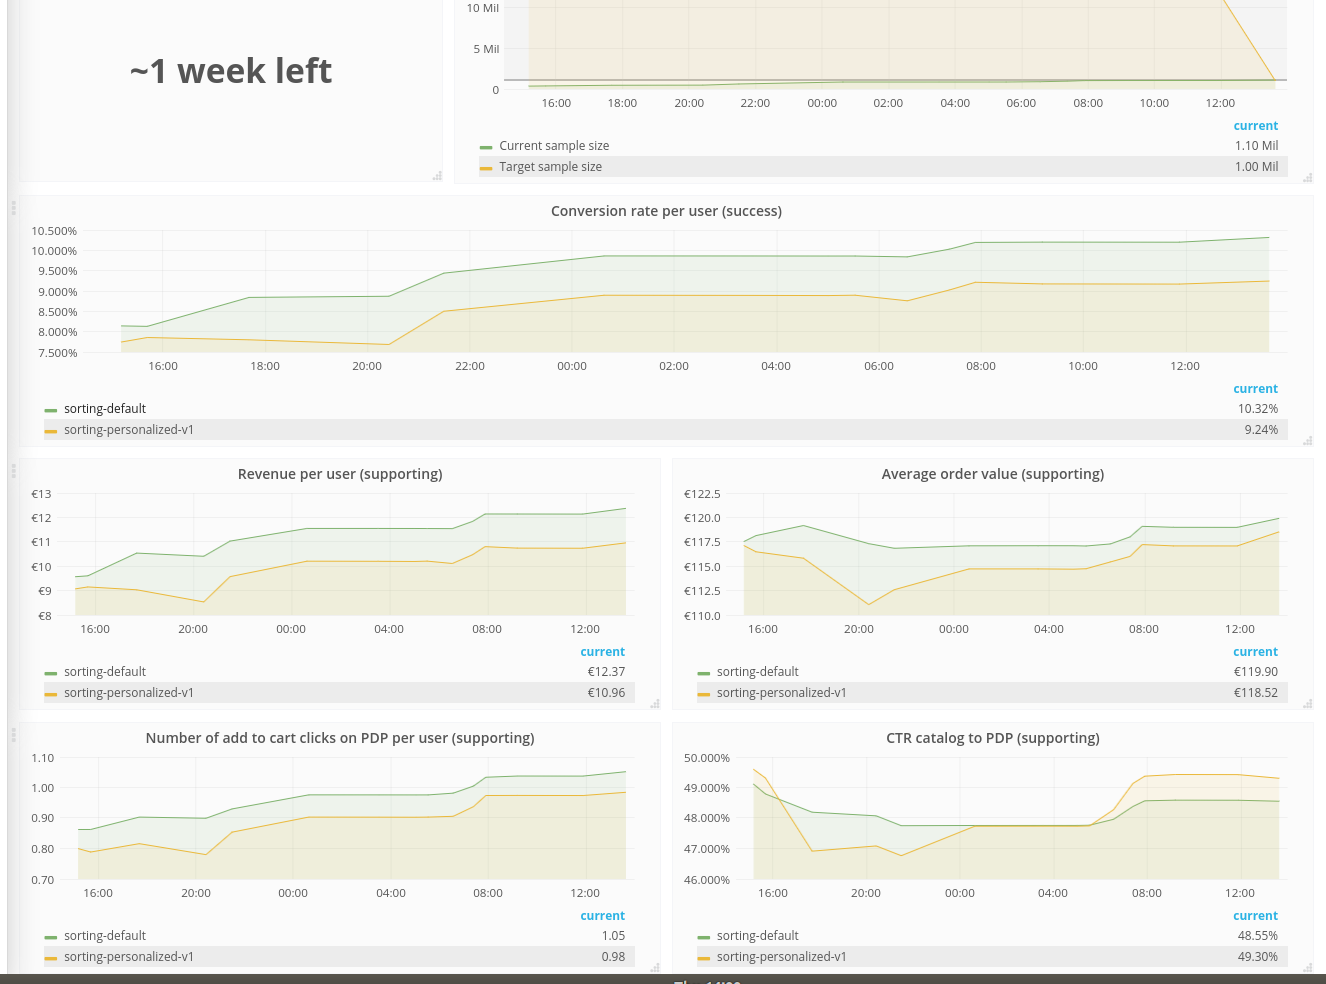 ~1 week left
10 Mil
5 Mil
0
16:00 18:00 20:00 22:00 00:00 02:00 04:00 06:00 08:00 10:00 12:00
current
Current sample size 1.10 Mil
Target sample size 1.00 Mil
Conversion rate per user (success)
10.500%
10.000%
9.500%
9.000%
8.500%
8.000%
7.500%
16:00 18:00 20:00 22:00 00:00 02:00 04:00 06:00 08:00 10:00 12:00
current
sorting-default 10.32%
sorting-personalized-v1 9.24%
Revenue per user (supporting)
€13
€12
€11
€10
€9
€8
16:00 20:00 00:00 04:00 08:00 12:00
current
sorting-default €12.37
sorting-personalized-v1 €10.96
Average order value (supporting)
€122.5
€120.0
€117.5
€115.0
€112.5
€110.0
16:00 20:00 00:00 04:00 08:00 12:00
current
sorting-default €119.90
sorting-personalized-v1 €118.52
Number of add to cart clicks on PDP per user (supporting)
1.10
1.00
0.90
0.80
0.70
16:00 20:00 00:00 04:00 08:00 12:00
current
sorting-default 1.05
sorting-personalized-v1 0.98
CTR catalog to PDP (supporting)
50.000%
49.000%
48.000%
47.000%
46.000%
16:00 20:00 00:00 04:00 08:00 12:00
current
sorting-default 48.55%
sorting-personalized-v1 49.30%